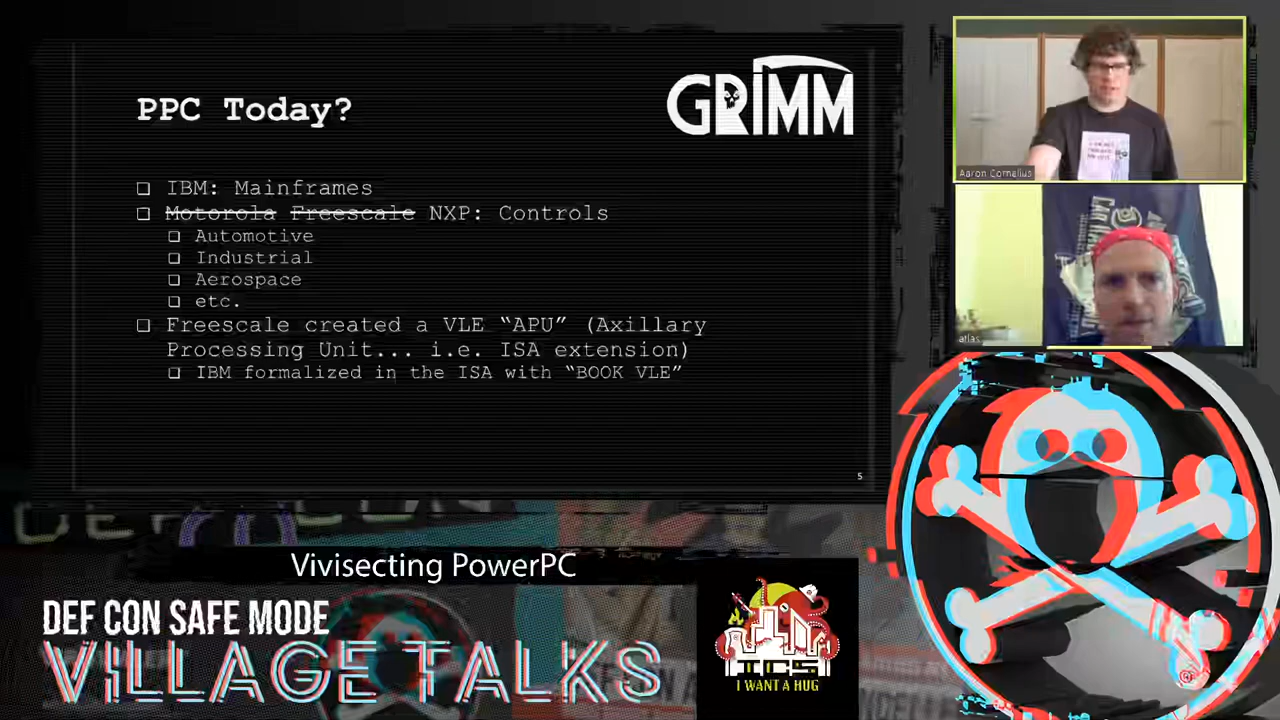 PPC Today?
GRIMM
IBM: Mainframes
Motorola Freescale NXP: Controls
Automotive
Industrial
Aerospace
etc.
Freescale created a VLE “APU” (Axillary
Processing Unit... i.e. ISA extension)
IBM formalized in the ISA with “BOOK VLE”
5
Aaron Cornelius
atlas
Vivisecting PowerPC
DEF CON SAFE MODE
VILLAGE TALKS
ICS
I WANT A HUG